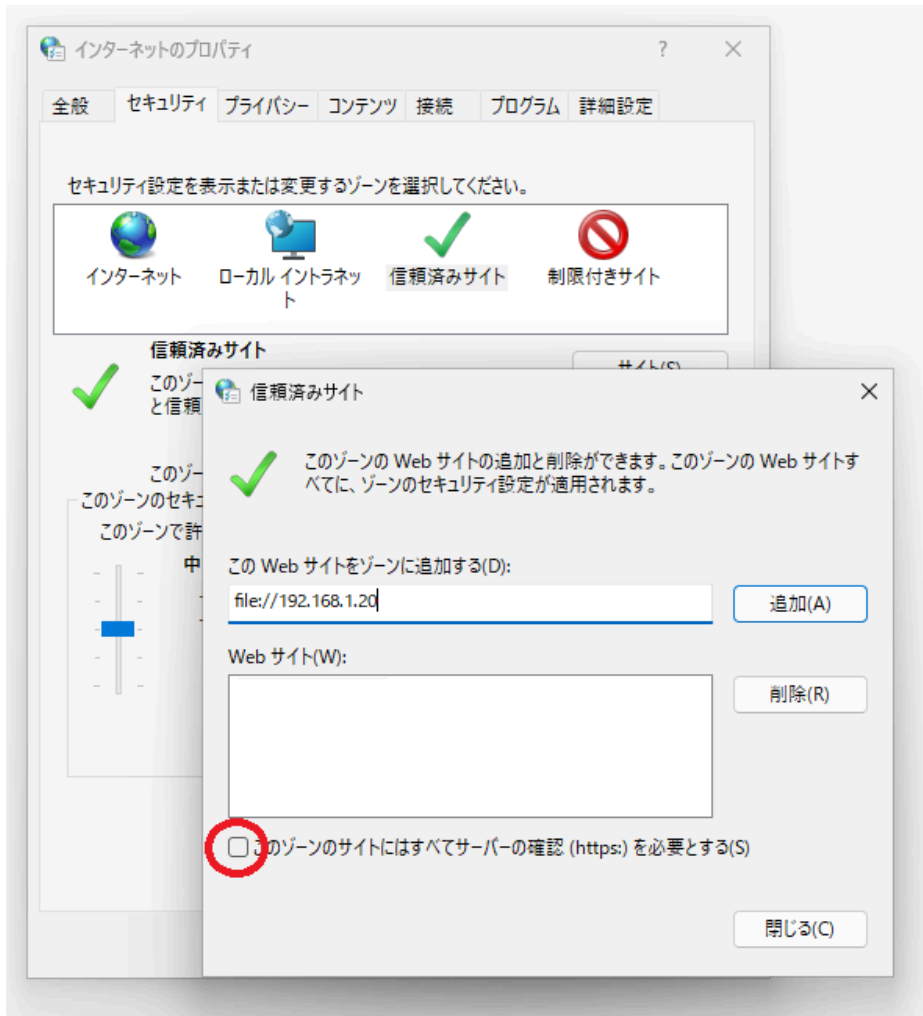 インターネットのプロパティ
?
全般 セキュリティ プライバシー コンテンツ 接続 プログラム 詳細設定
セキュリティ設定を表示または変更するゾーンを選択してください。
インターネット
ローカル イントラネッ
ト
信頼済みサイト
制限付きサイト
信頼済みサイト
サイト(S)
このゾー
と信頼
このゾー
このゾーンのセキュ
このゾーンで許
中
信頼済みサイト
このゾーンの Web サイトの追加と削除ができます。このゾーンの Web サイトす
べてに、ゾーンのセキュリティ設定が適用されます。
この Web サイトをゾーンに追加する(D):
file://192.168.1.20
追加(A)
Web サイト(W):
削除(R)
このゾーンのサイトにはすべてサーバーの確認 (https:) を必要とする(S)
閉じる(C)